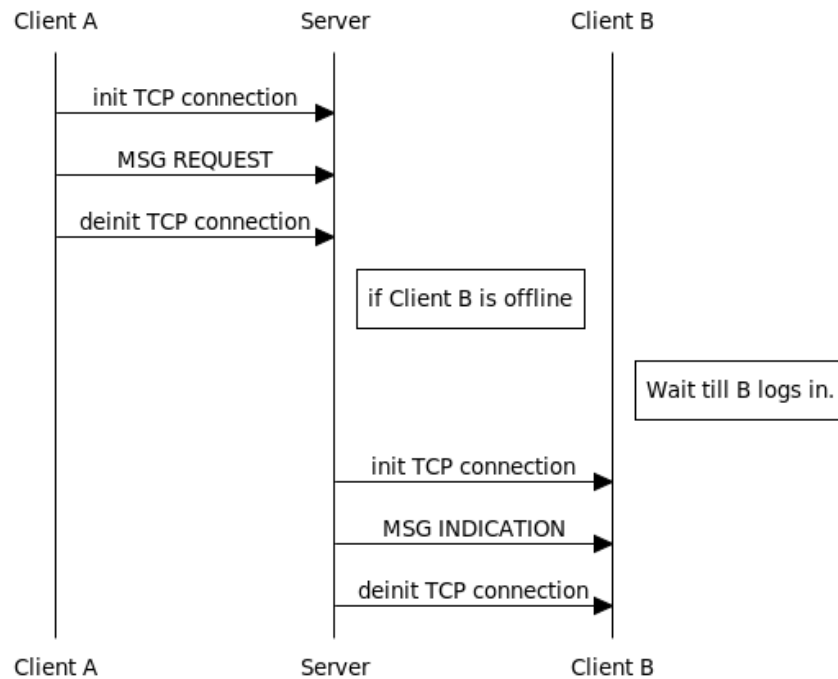 Client A Server Client B
init TCP connection
MSG REQUEST
deinit TCP connection
if Client B is offline
Wait till B logs in.
init TCP connection
MSG INDICATION
deinit TCP connection
Client A Server Client B